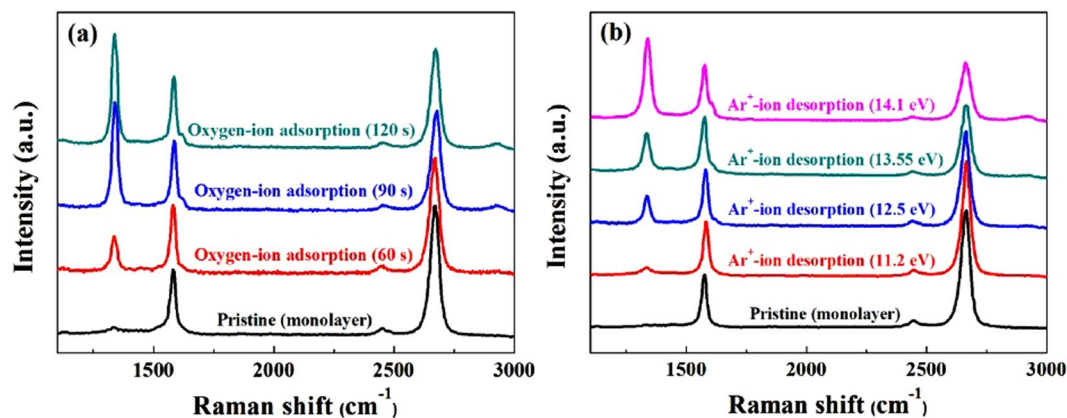 (a)
Oxygen-ion adsorption (120 s)
Oxygen-ion adsorption (90 s)
Oxygen-ion adsorption (60 s)
Pristine (monolayer)
Intensity (a.u.)
1500 2000 2500 3000
Raman shift (cm⁻¹)
(b)
Ar⁺-ion desorption (14.1 eV)
Ar⁺-ion desorption (13.55 eV)
Ar⁺-ion desorption (12.5 eV)
Ar⁺-ion desorption (11.2 eV)
Pristine (monolayer)
Intensity (a.u.)
1500 2000 2500 3000
Raman shift (cm⁻¹)